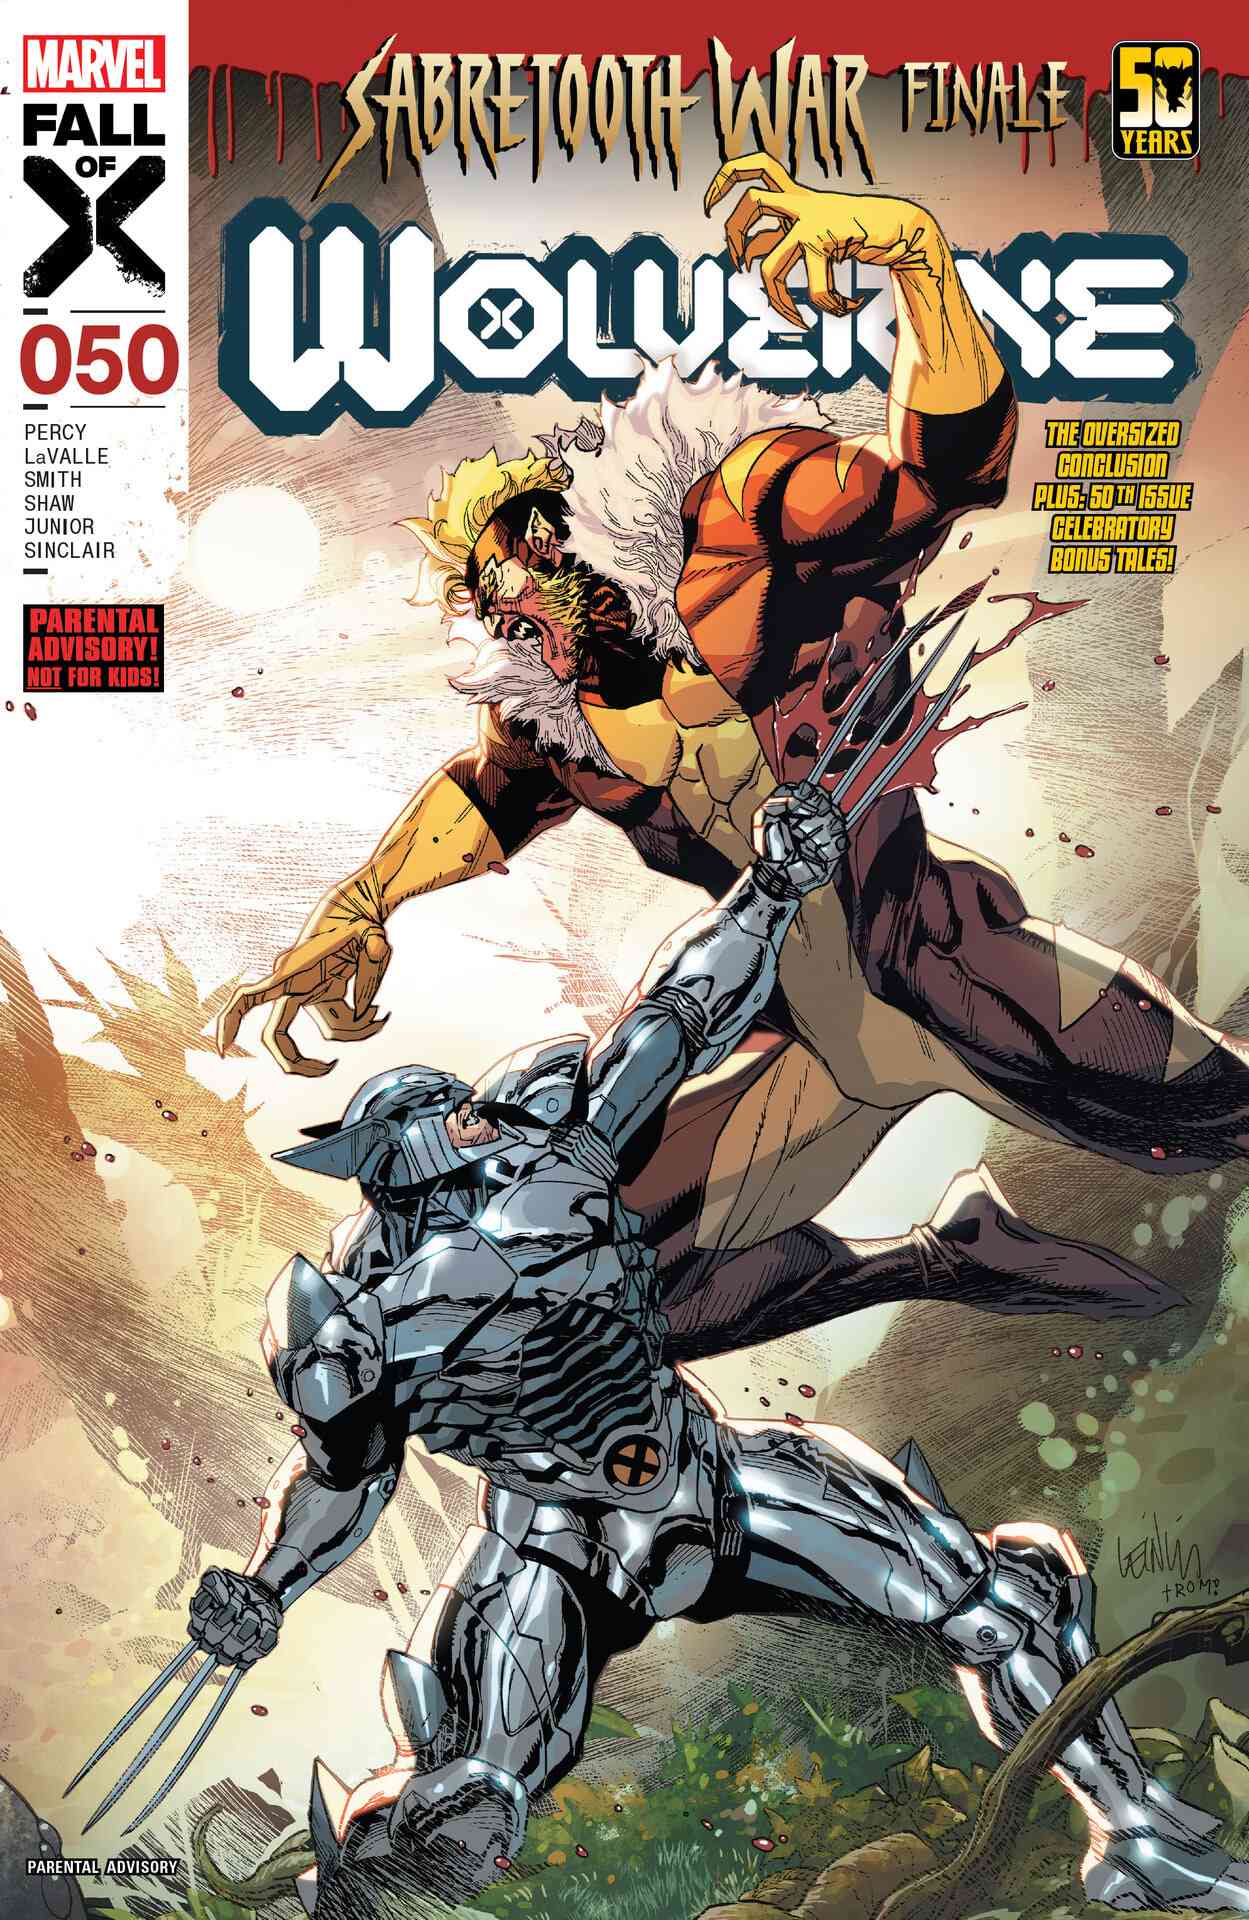 MARVEL
FALL
OF
X
050
PERCY
LaVALLE
SMITH
SHAW
JUNIOR
SINCLAIR
PARENTAL
ADVISORY!
NOT FOR KIDS!
SABRETOOTH WAR FINALE
50
YEARS
WOLVERINE
THE OVERSIZED
CONCLUSION
PLUS: 50TH ISSUE
CELEBRATORY
BONUS TALES!
PARENTAL ADVISORY